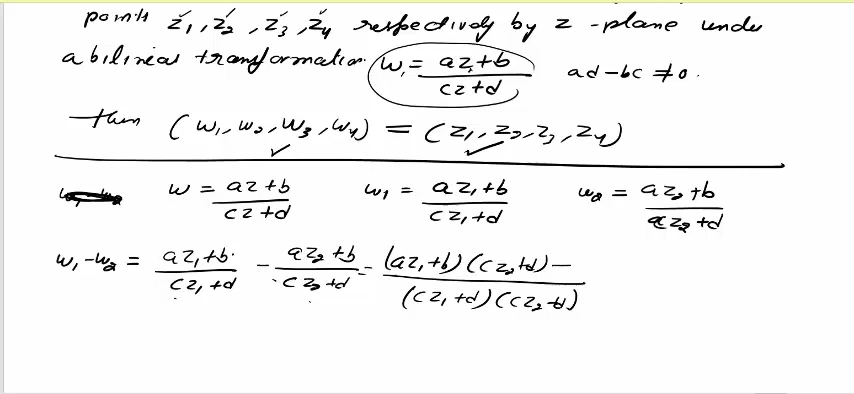 points z₁, z₂, z₃, z₄ respectively by z-plane under
a bilinear transformation w₁ = (az₁+b)/(cz+d) ad-bc ≠ 0.
then (w₁, w₂, w₃, w₄) = (z₁, z₂, z₃, z₄)
w = (az+b)/(cz+d) w₁ = (az₁+b)/(cz₁+d) w₂ = (az₂+b)/(cz₂+d)
w₁-w₂ = (az₁+b)/(cz₁+d) - (az₂+b)/(cz₂+d) = ((az₁+b)(cz₂+d) -)/((cz₁+d)(cz₂+d))